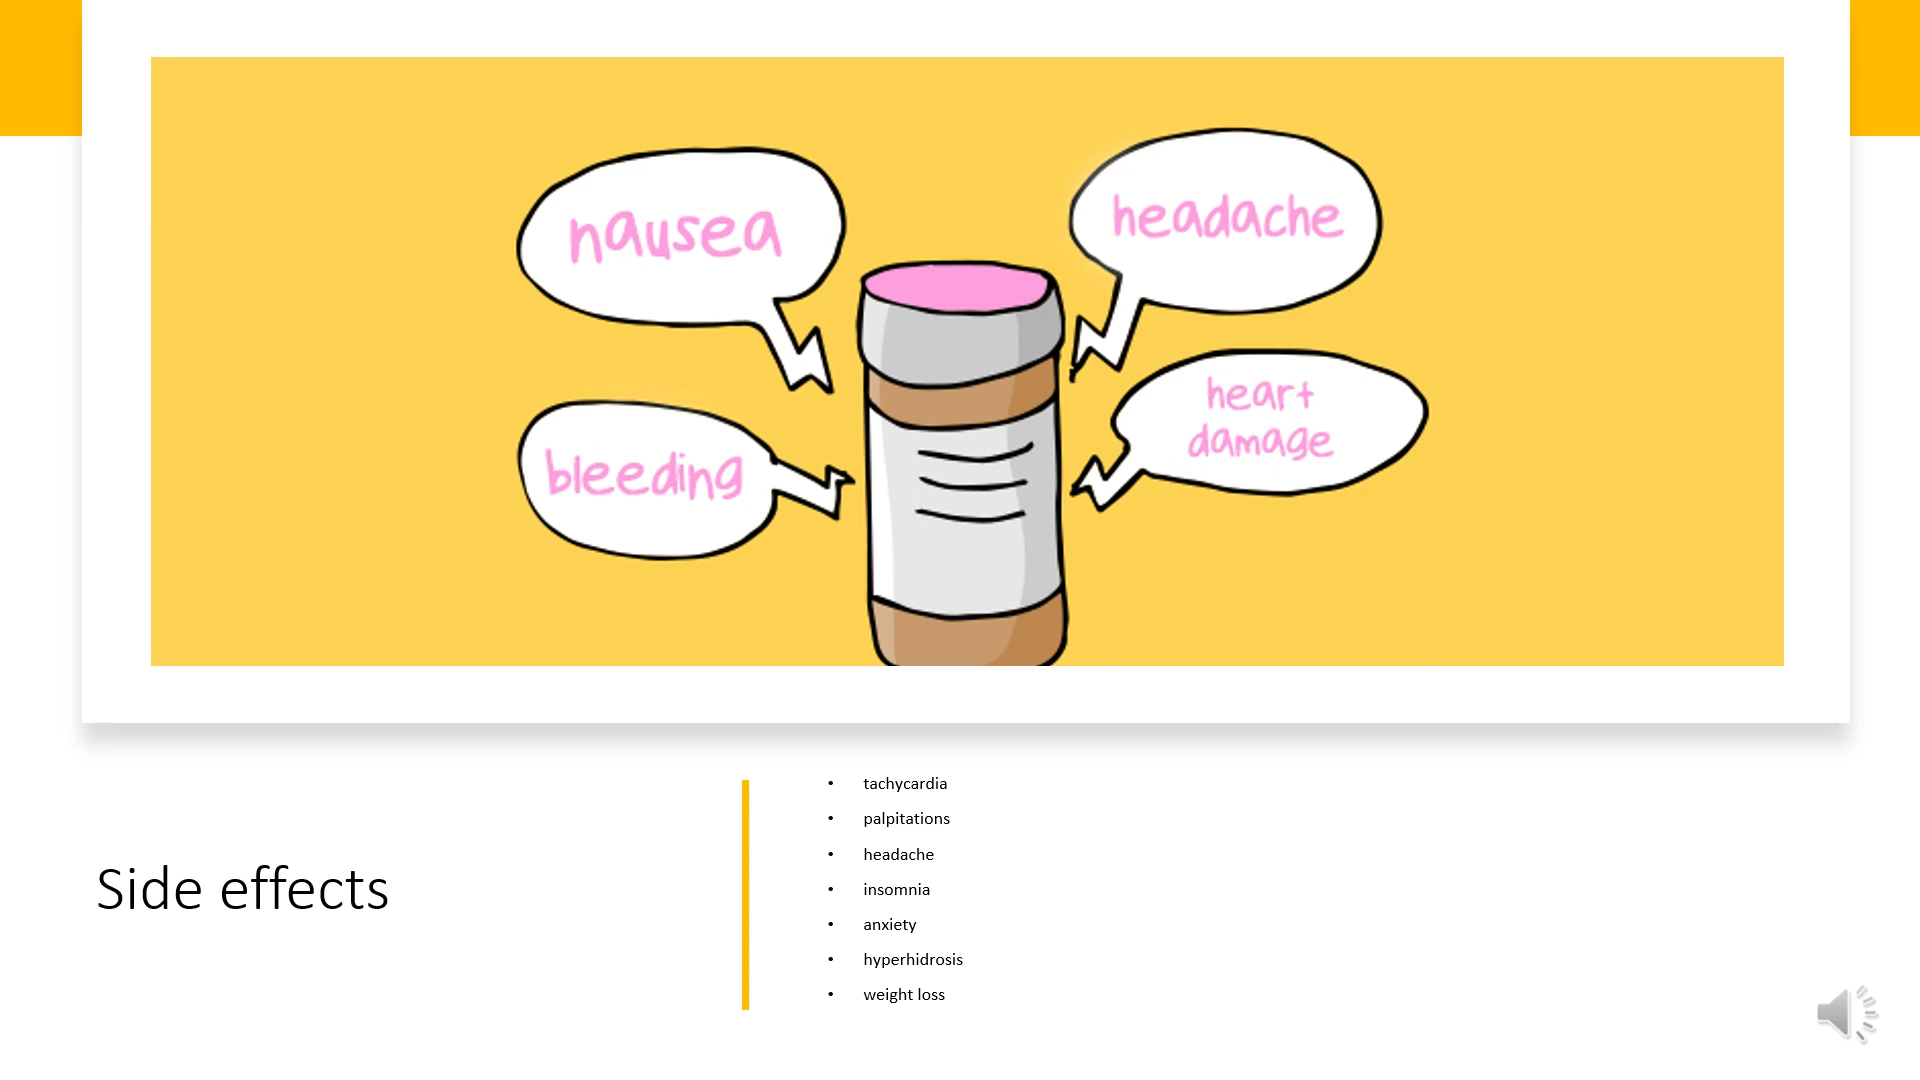 nausea
headache
bleeding
heart
damage
Side effects
• tachycardia
• palpitations
• headache
• insomnia
• anxiety
• hyperhidrosis
• weight loss